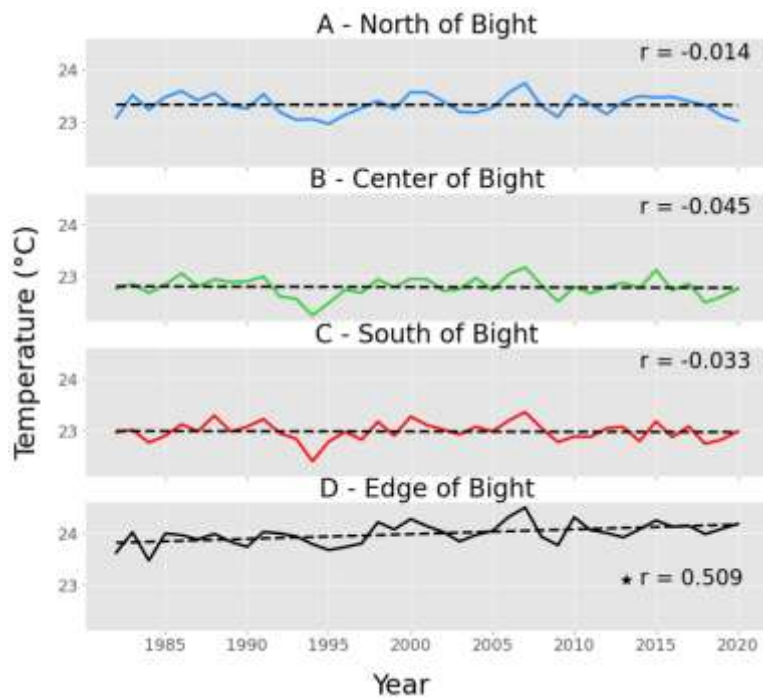 A - North of Bight
r = -0.014
24
23
B - Center of Bight
r = -0.045
24
23
C - South of Bight
r = -0.033
24
23
D - Edge of Bight
24
23
★ r = 0.509
1985 1990 1995 2000 2005 2010 2015 2020
Year
Temperature (°C)